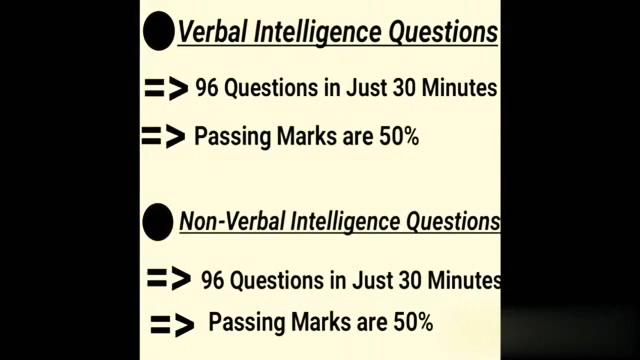 Verbal Intelligence Questions
=> 96 Questions in Just 30 Minutes
=> Passing Marks are 50%
Non-Verbal Intelligence Questions
=> 96 Questions in Just 30 Minutes
=> Passing Marks are 50%